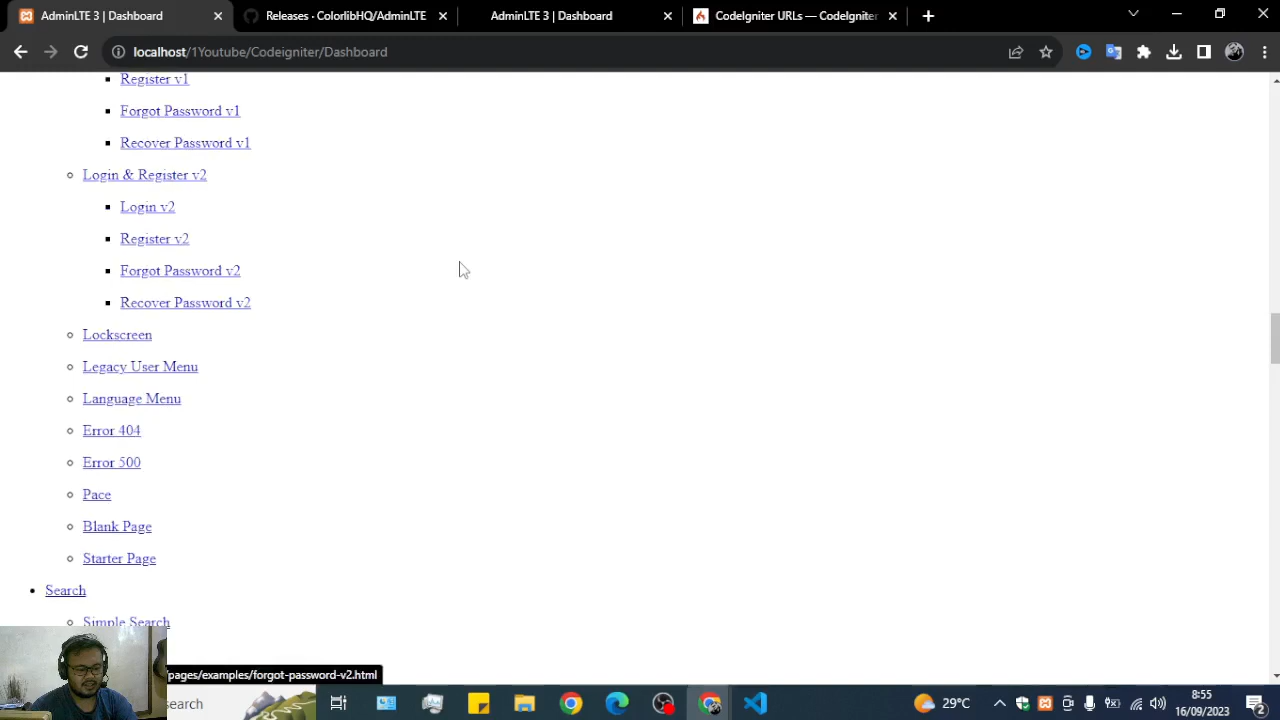 Releases · ColorlibHQ/AdminLTE
AdminLTE 3 | Dashboard
CodeIgniter URLs — CodeIgniter
localhost/1Youtube/Codeigniter/Dashboard
Register v1
Forgot Password v1
Recover Password v1
Login & Register v2
Login v2
Register v2
Forgot Password v2
Recover Password v2
Lockscreen
Legacy User Menu
Language Menu
Error 404
Error 500
Pace
Blank Page
Starter Page
Search
Simple Search
/pages/examples/forgot-password-v2.html
search
29°C
8:55
16/09/2023
2